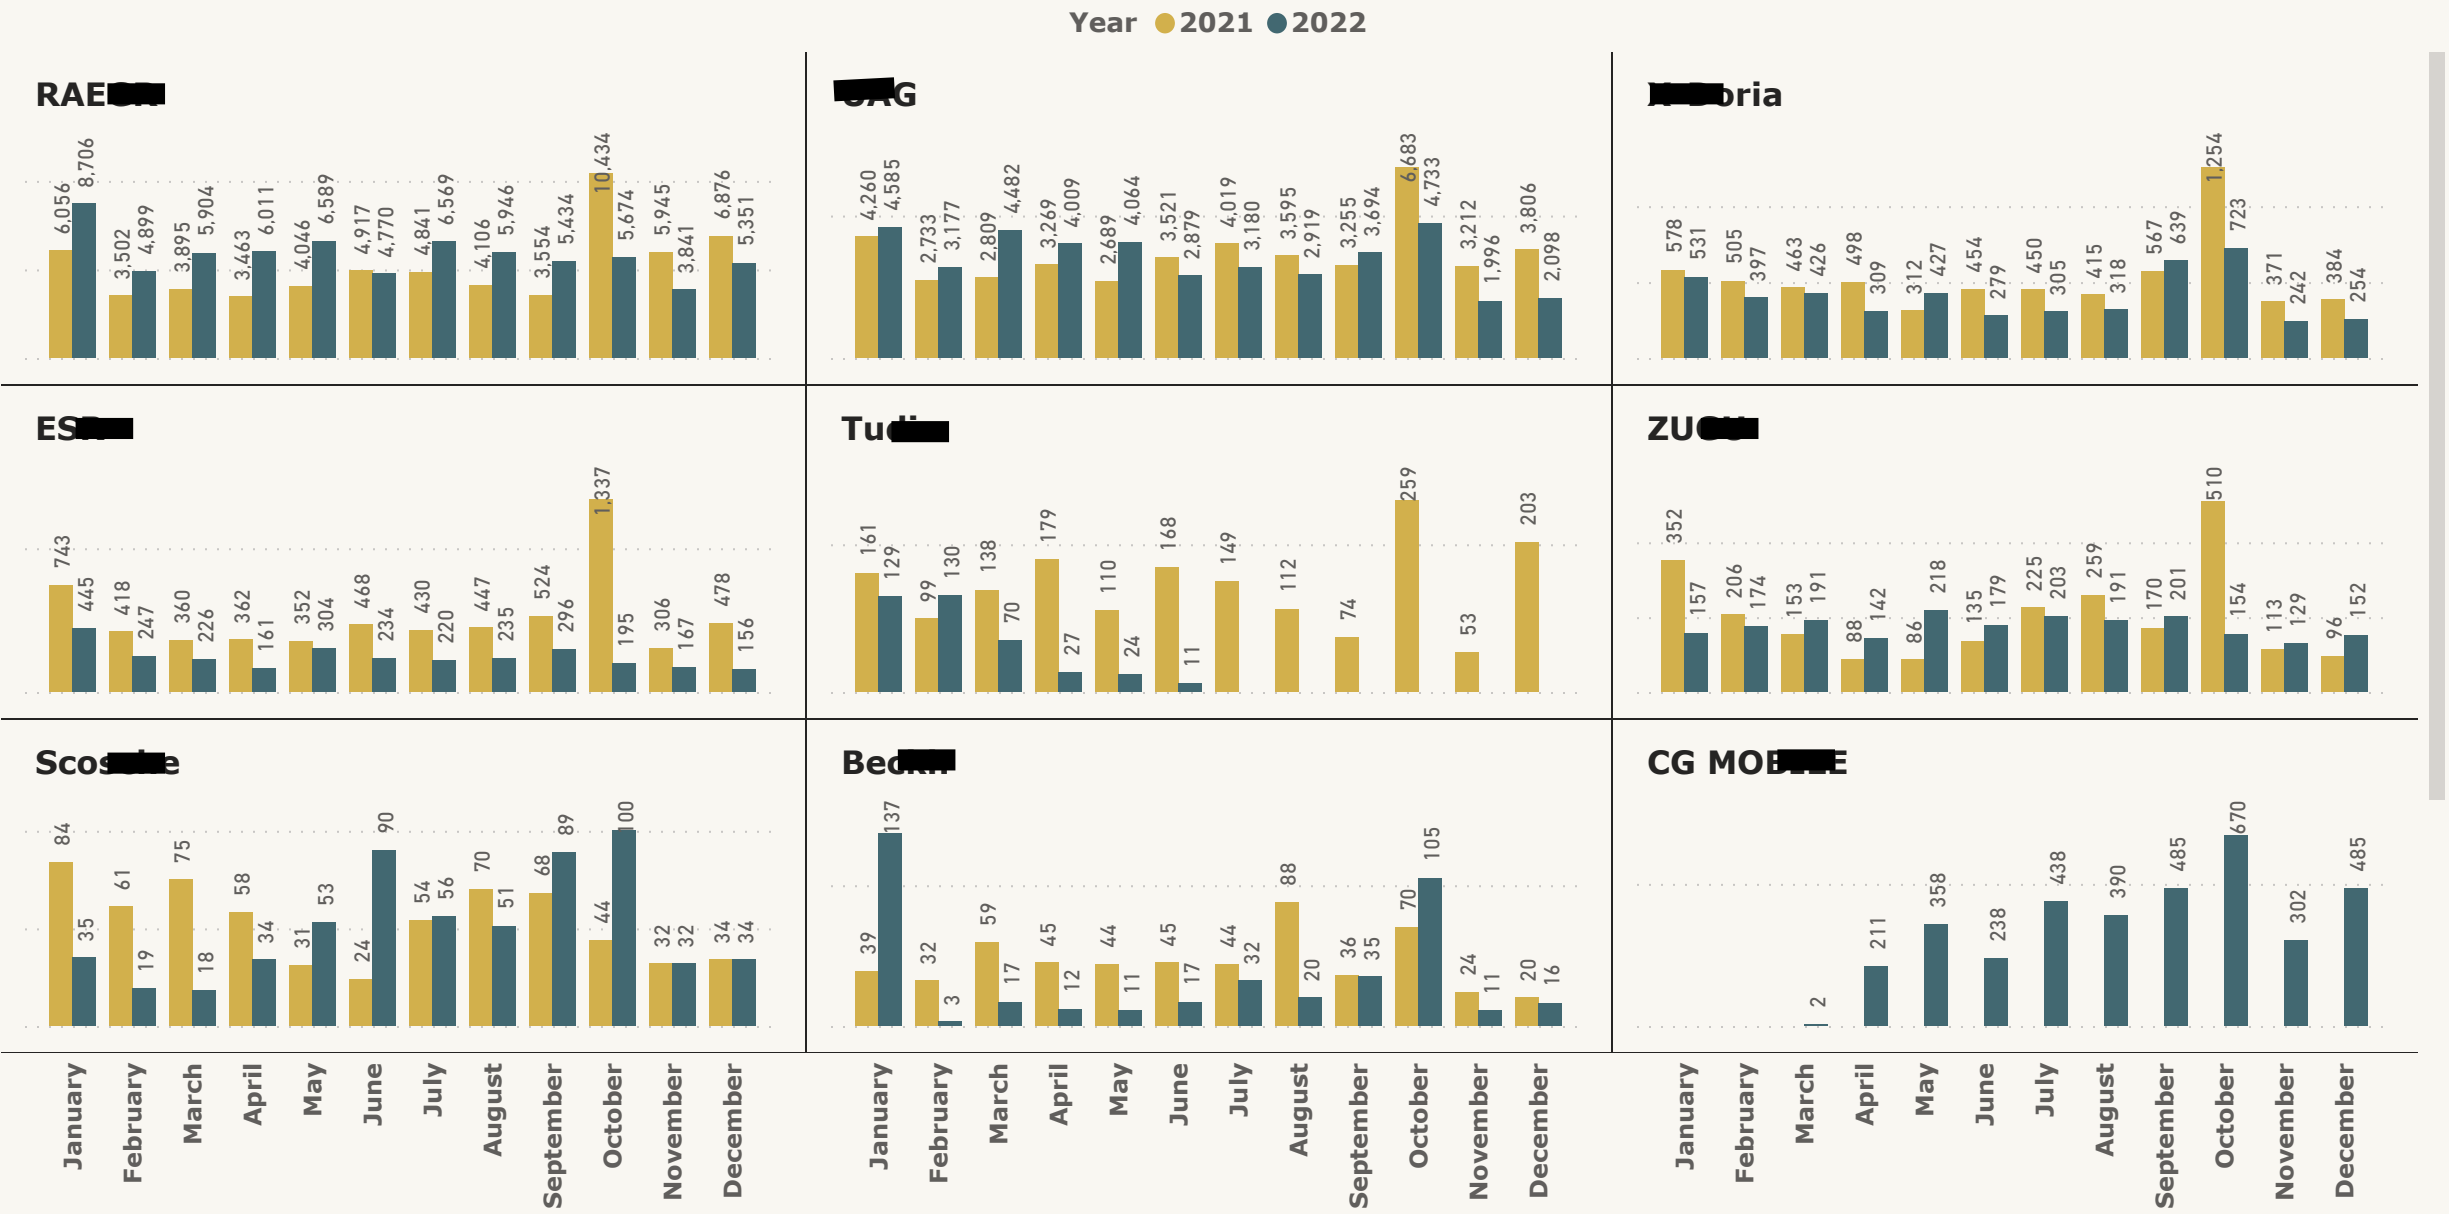 Year 2021 2022
RAE
6,056 8,706 3,502 4,899 3,895 5,904 3,463 6,011 4,046 6,589 4,917 4,770 4,841 6,569 4,106 5,946 3,554 5,434 10,434 5,674 5,945 3,841 6,876 5,351
G
4,260 4,585 2,733 3,177 2,809 4,482 3,269 4,009 2,689 4,064 3,521 2,879 4,019 3,180 3,595 2,919 3,255 3,694 6,683 4,733 3,212 1,996 3,806 2,098
oria
578 531 505 397 463 426 498 309 312 427 454 279 450 305 415 318 567 639 1,254 723 371 242 384 254
ES
743 445 418 247 360 226 362 161 352 304 468 234 430 220 447 235 524 296 1,337 195 306 167 478 156
Tu
161 129 99 130 138 70 179 27 110 24 168 11 149 112 74 259 53 203
ZU
352 157 206 174 153 191 88 142 86 218 135 179 225 203 259 191 170 201 510 154 113 129 96 152
Scos e
84 35 61 19 75 18 58 34 31 53 24 90 54 56 70 51 68 89 44 100 32 32 34 34
Bec
39 137 32 3 59 17 45 12 44 11 45 17 44 32 88 20 36 35 70 105 24 11 20 16
CG MO E
2 211 358 238 438 390 485 670 302 485
January February March April May June July August September October November December
January February March April May June July August September October November December
January February March April May June July August September October November December